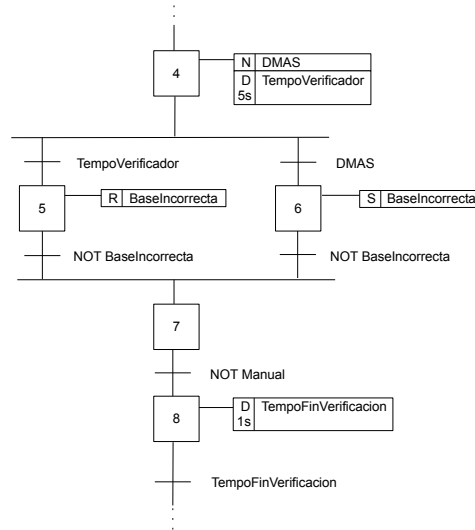 4
N DMAS
D TempoVerificador
5s
TempoVerificador
DMAS
5
R BaseIncorrecta
6
S BaseIncorrecta
NOT BaseIncorrecta
NOT BaseIncorrecta
7
NOT Manual
8
D TempoFinVerificacion
1s
TempoFinVerificacion